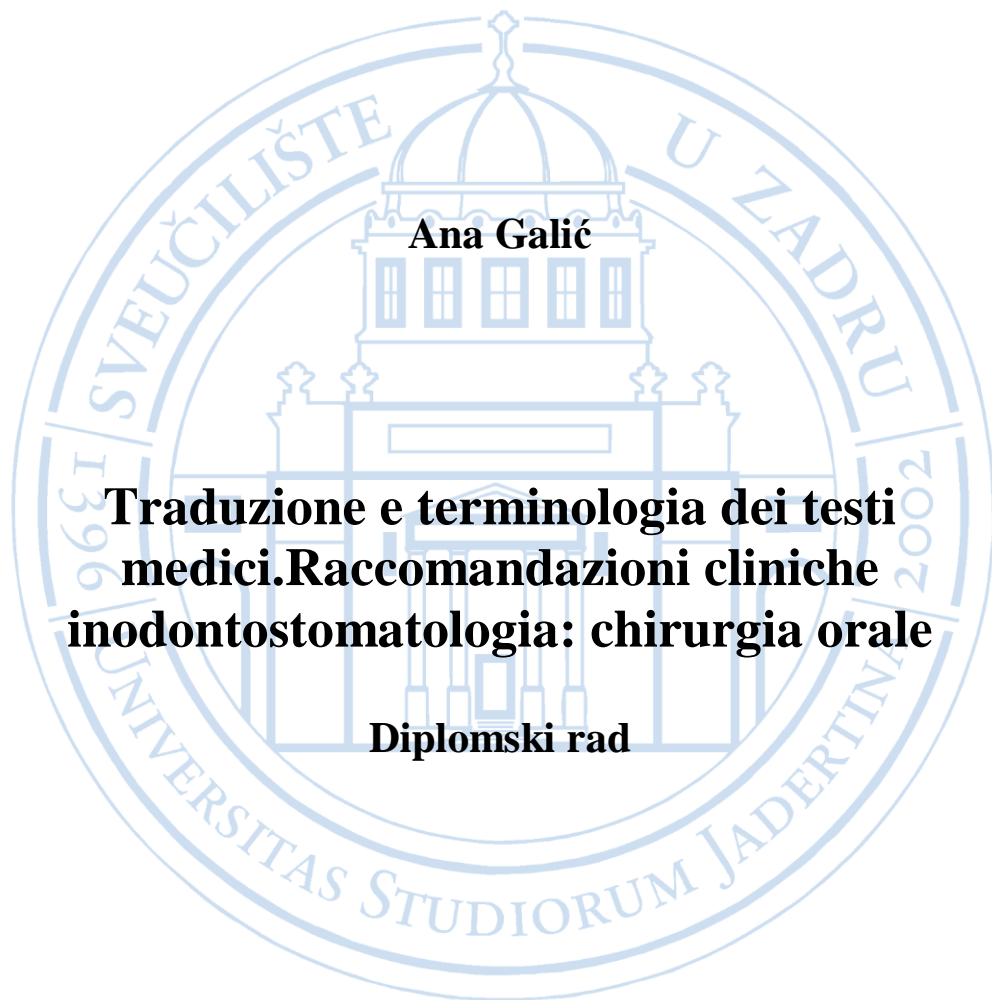 SVEUČILIŠTE U ZADRU
Ana Galić
Traduzione e terminologia dei testi
medici.Raccomandazioni cliniche
inodontostomatologia: chirurgia orale
Diplomski rad
1396
2002
UNIVERSITAS STUDIORUM JADERTINA